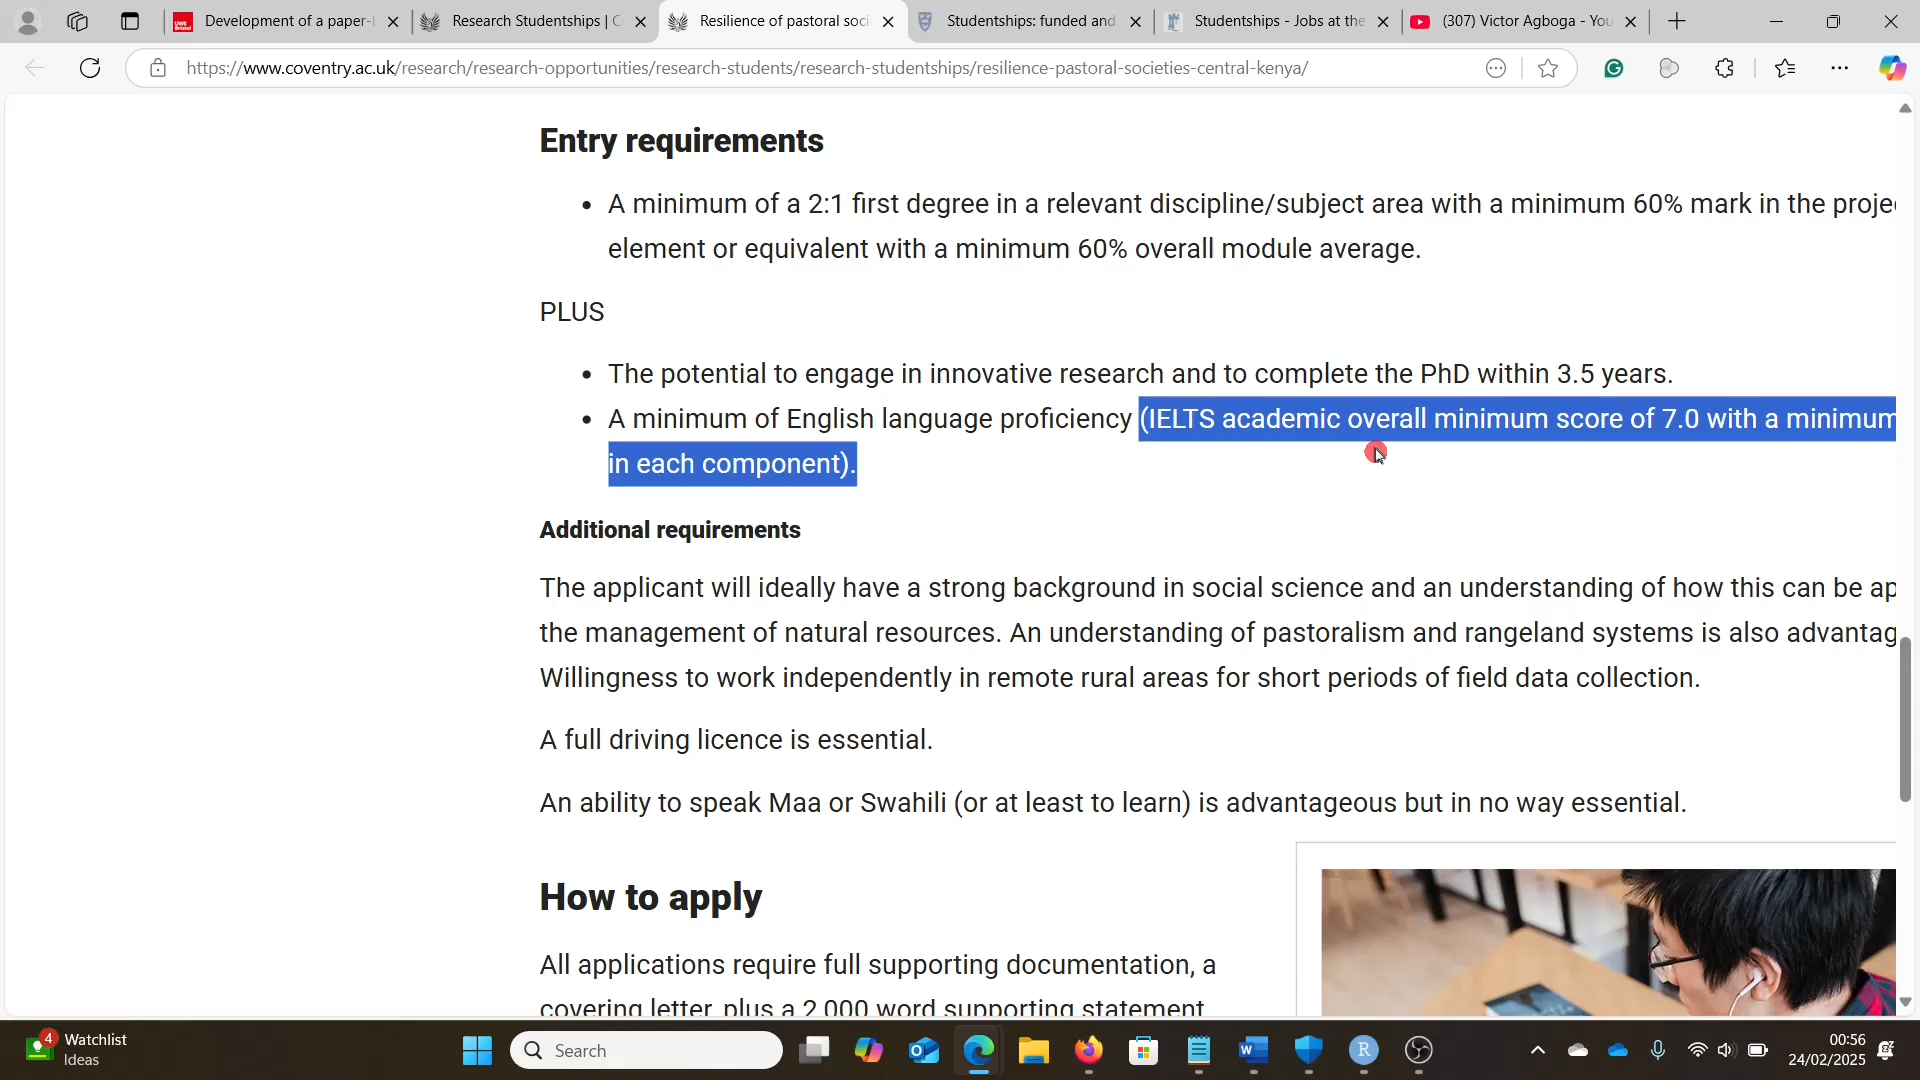 Development of a paper-
Research Studentships | C
Resilience of pastoral soci
Studentships: funded and
Studentships - Jobs at the
(307) Victor Agboga - You
https://www.coventry.ac.uk/research/research-opportunities/research-students/research-studentships/resilience-pastoral-societies-central-kenya/
Entry requirements
• A minimum of a 2:1 first degree in a relevant discipline/subject area with a minimum 60% mark in the projec
element or equivalent with a minimum 60% overall module average.
PLUS
• The potential to engage in innovative research and to complete the PhD within 3.5 years.
• A minimum of English language proficiency (IELTS academic overall minimum score of 7.0 with a minimum
in each component).
Additional requirements
The applicant will ideally have a strong background in social science and an understanding of how this can be ap
the management of natural resources. An understanding of pastoralism and rangeland systems is also advantag
Willingness to work independently in remote rural areas for short periods of field data collection.
A full driving licence is essential.
An ability to speak Maa or Swahili (or at least to learn) is advantageous but in no way essential.
How to apply
All applications require full supporting documentation, a
covering letter, plus a 2,000 word supporting statement
4
Watchlist
Ideas
Search
00:56
24/02/2025